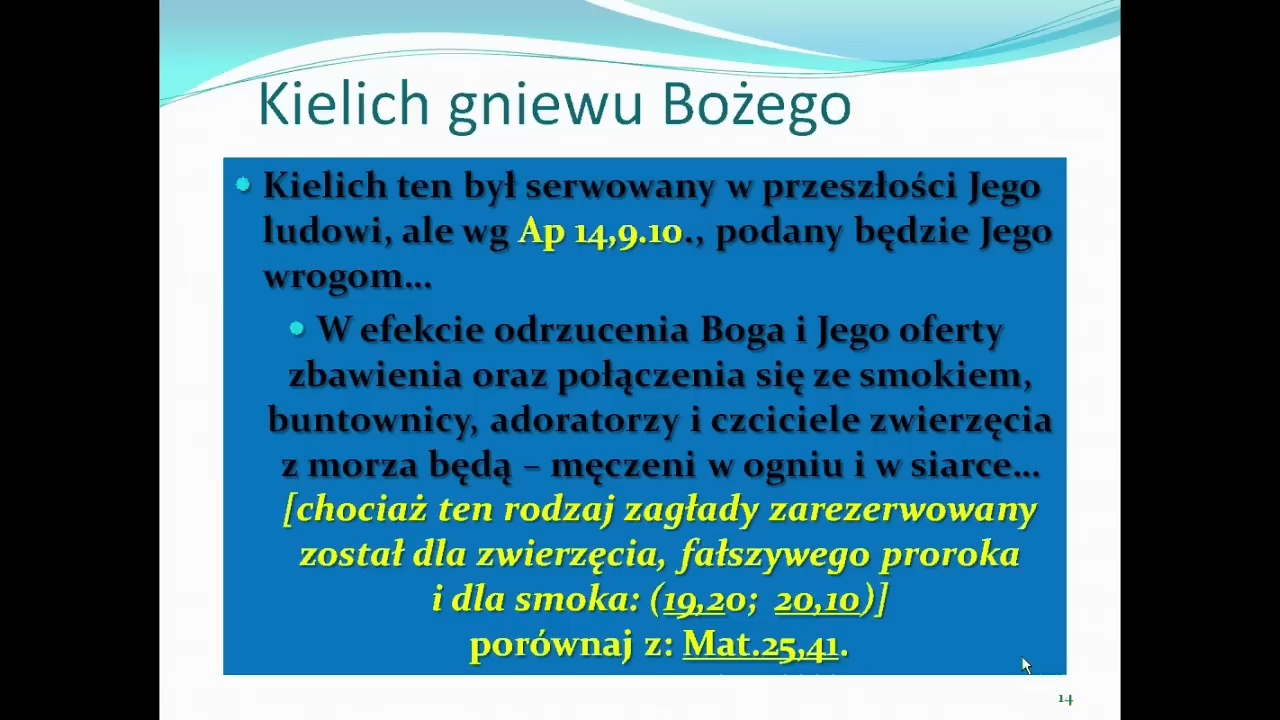 Kielich gniewu Bożego
Kielich ten był serwowany w przeszłości Jego
ludowi, ale wg Ap 14,9.10., podany będzie Jego
wrogom...
W efekcie odrzucenia Boga i Jego oferty
zbawienia oraz połączenia się ze smokiem,
buntownicy, adoratorzy i czciciele zwierzęcia
z morza będą – męczeni w ogniu i w siarce...
[chociaż ten rodzaj zagłady zarezerwowany
został dla zwierzęcia, fałszywego proroka
i dla smoka: (19,20; 20,10)]
porównaj z: Mat.25,41.
14